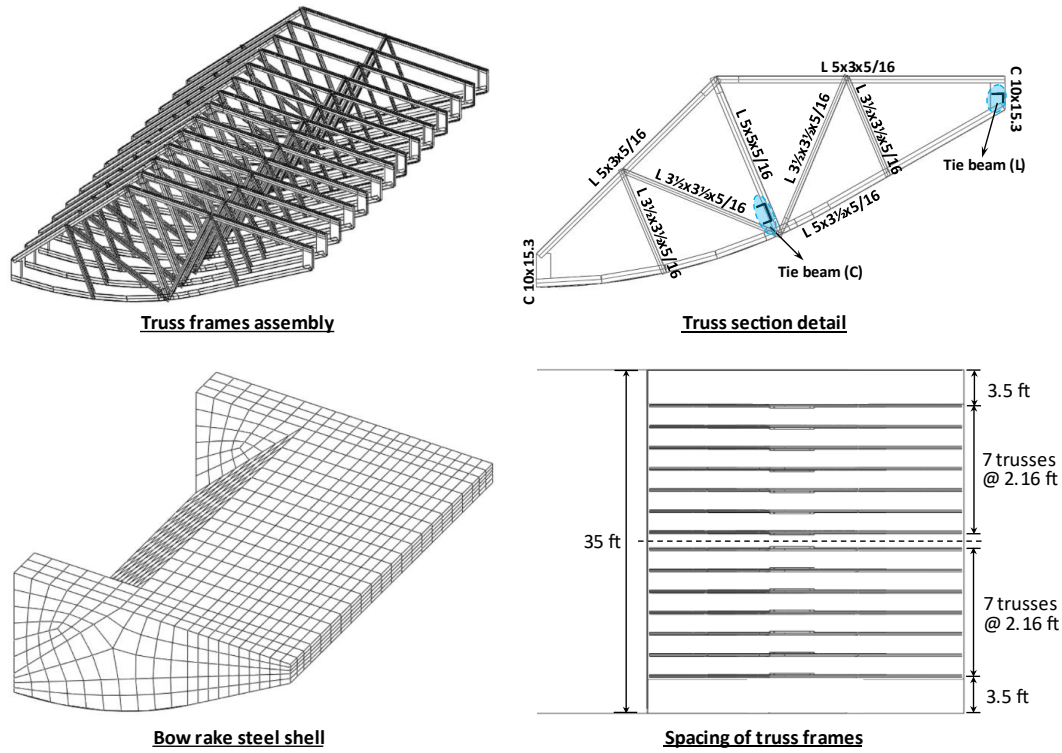 Truss frames assembly
L 5x3x5/16
C 10x15.3
L 5x3x5/16
L 5x5x5/16
L 3½x3½x5/16
L 3½x3½x5/16
L 3½x3½x5/16
L 3½x3½x5/16
L 5x3½x5/16
C 10x15.3
Tie beam (L)
Tie beam (C)
Truss section detail
Bow rake steel shell
35 ft
3.5 ft
7 trusses
@ 2.16 ft
7 trusses
@ 2.16 ft
3.5 ft
Spacing of truss frames